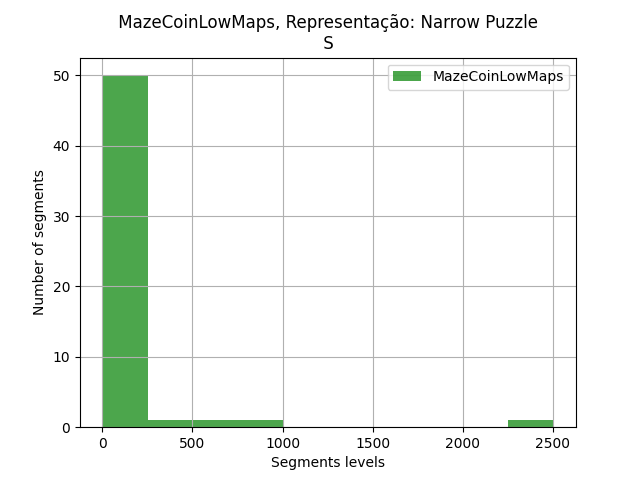 MazeCoinLowMaps, Representação: Narrow Puzzle
S
MazeCoinLowMaps
50
40
30
20
10
0
Number of segments
0 500 1000 1500 2000 2500
Segments levels